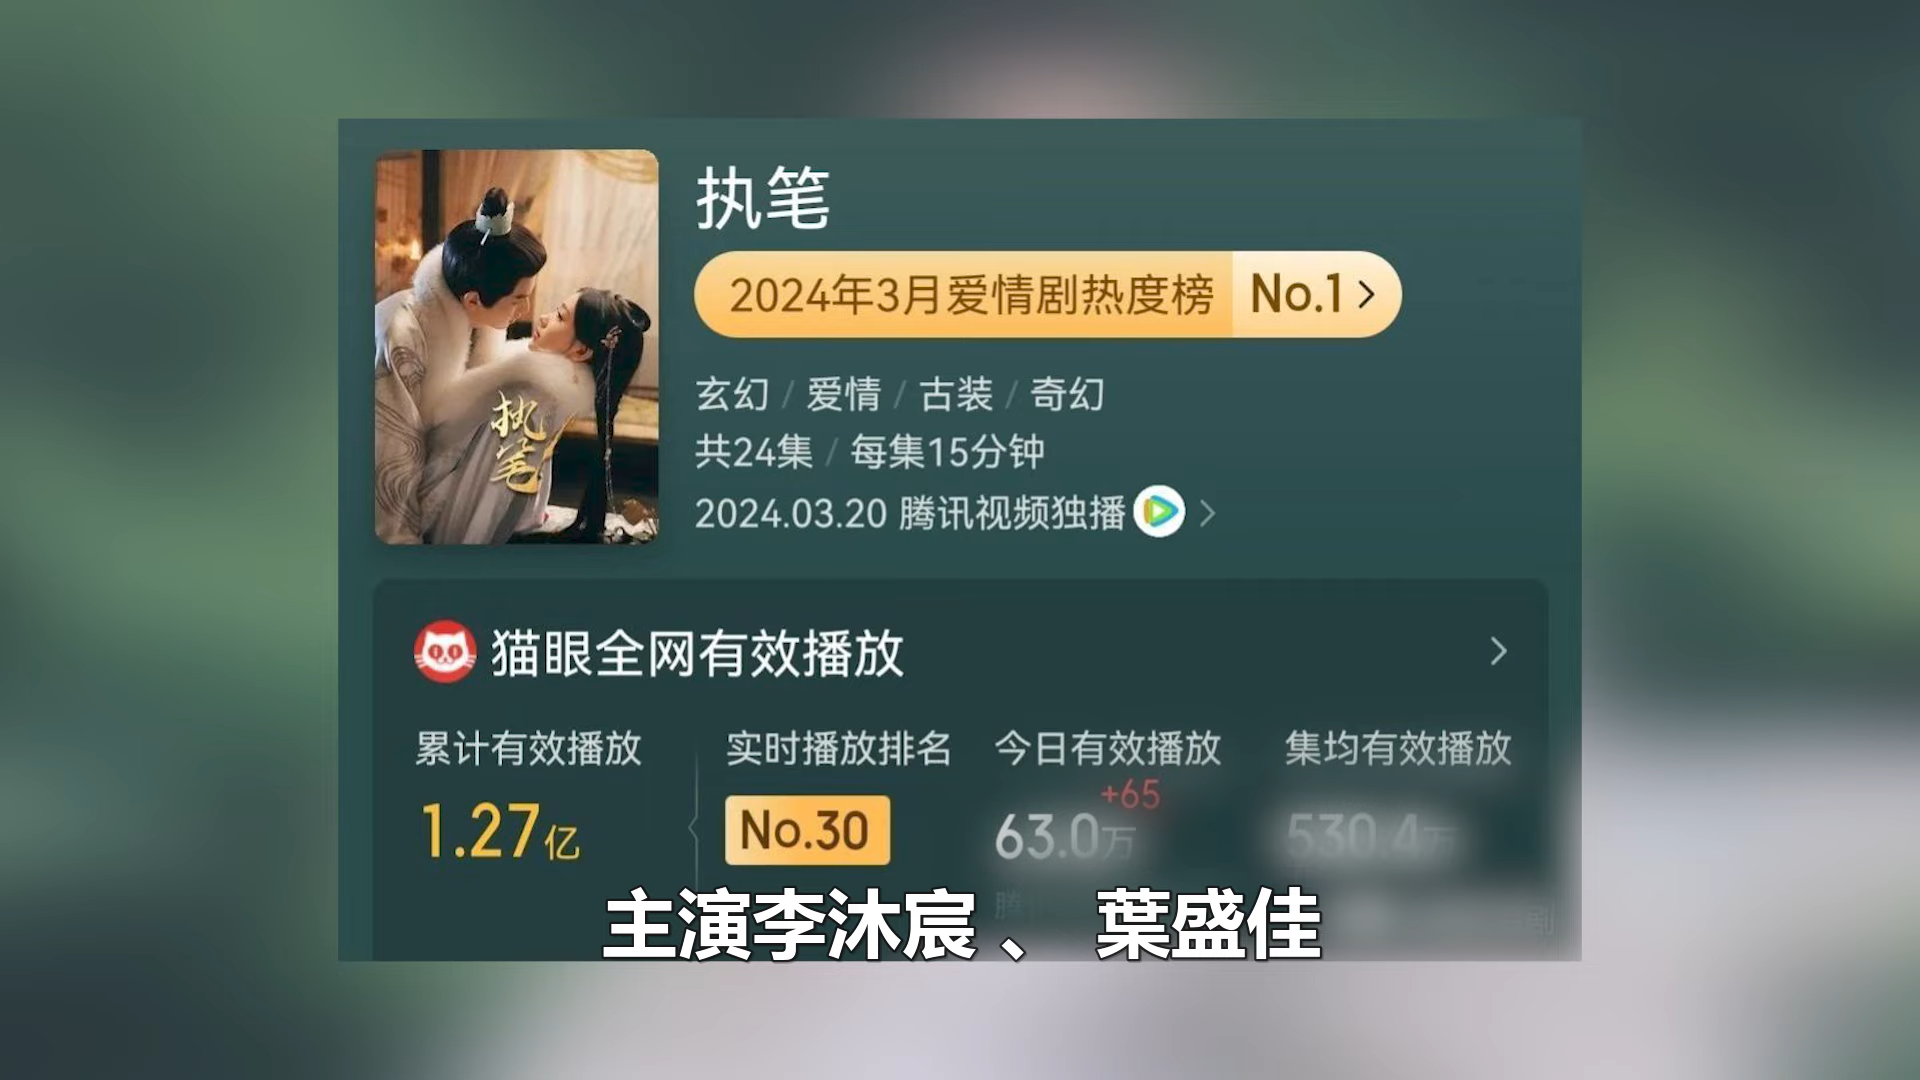 执笔
2024年3月爱情剧热度榜 No.1
玄幻 / 爱情 / 古装 / 奇幻
共24集 / 每集15分钟
2024.03.20 腾讯视频独播
执笔
猫眼全网有效播放
累计有效播放 实时播放排名 今日有效播放 集均有效播放
+65
1.27亿 No.30 63.0万 530.4万
主演李沐宸、 葉盛佳